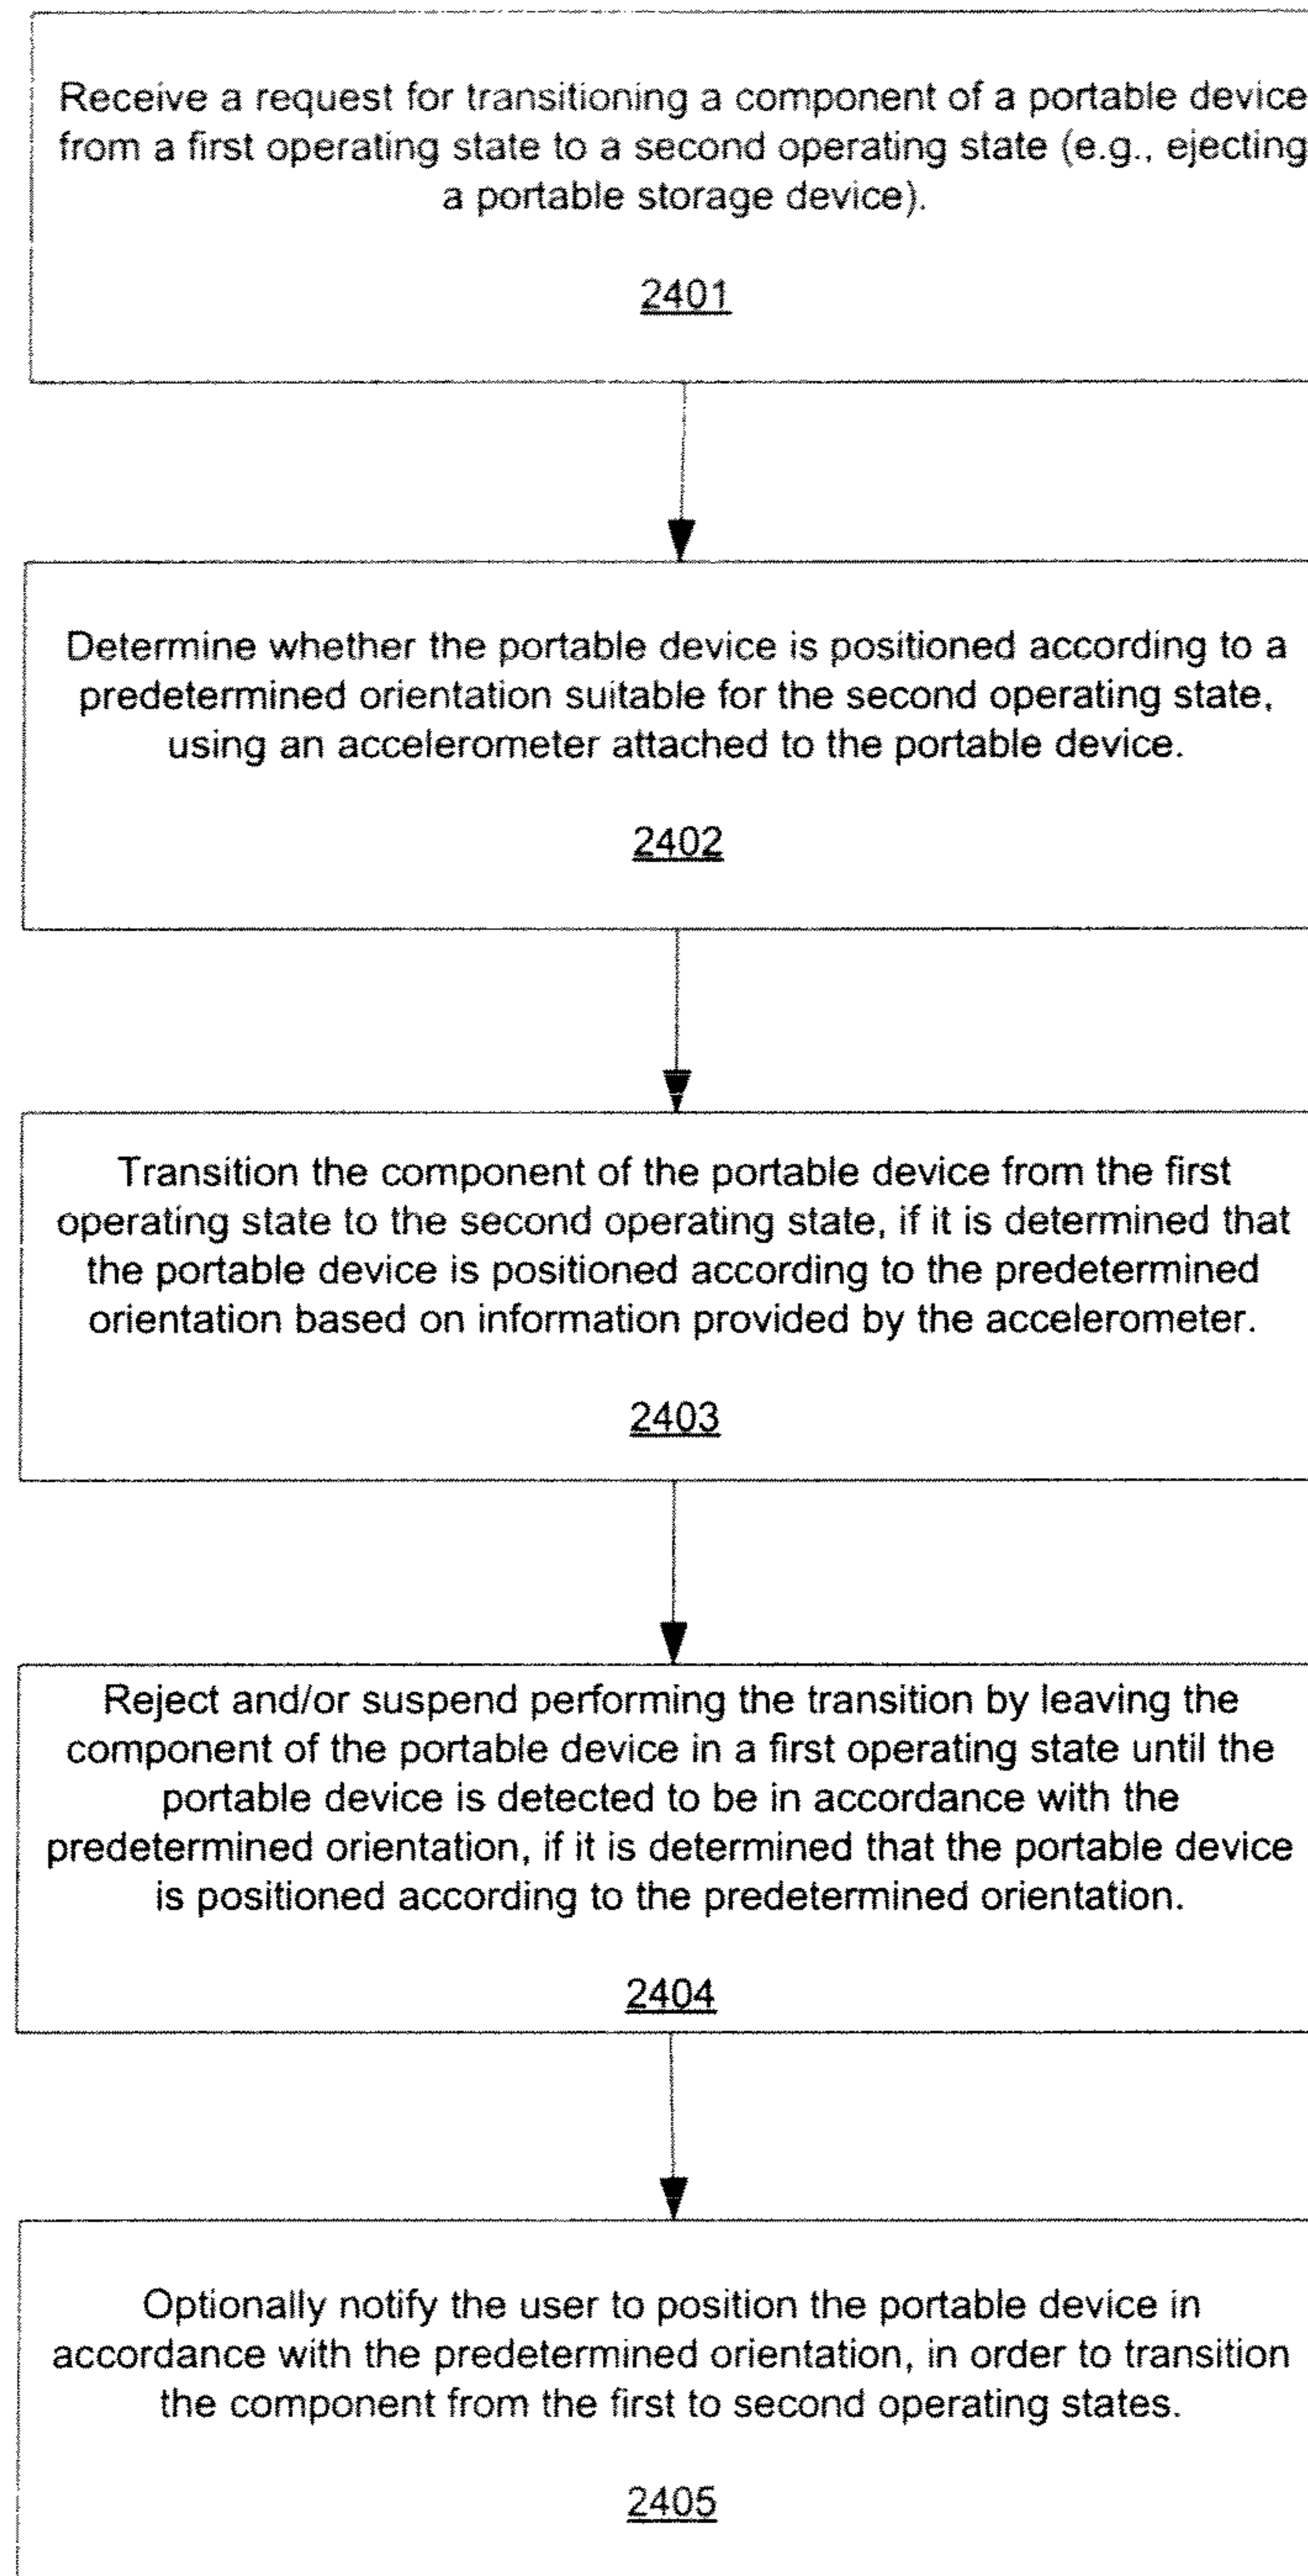 Receive a request for transitioning a component of a portable device
from a first operating state to a second operating state (e.g., ejecting
a portable storage device).
2401
Determine whether the portable device is positioned according to a
predetermined orientation suitable for the second operating state,
using an accelerometer attached to the portable device.
2402
Transition the component of the portable device from the first
operating state to the second operating state, if it is determined that
the portable device is positioned according to the predetermined
orientation based on information provided by the accelerometer.
2403
Reject and/or suspend performing the transition by leaving the
component of the portable device in a first operating state until the
portable device is detected to be in accordance with the
predetermined orientation, if it is determined that the portable device
is positioned according to the predetermined orientation.
2404
Optionally notify the user to position the portable device in
accordance with the predetermined orientation, in order to transition
the component from the first to second operating states.
2405